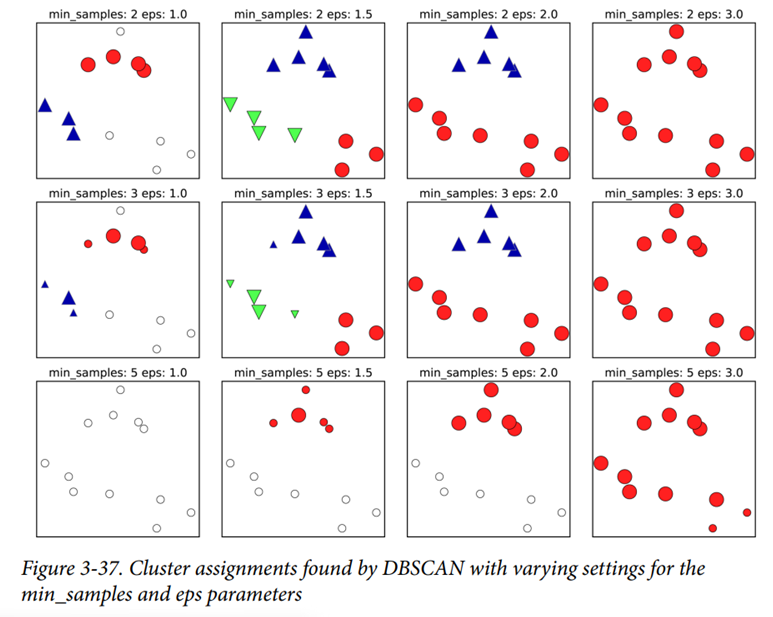 min_samples: 2 eps: 1.0
min_samples: 2 eps: 1.5
min_samples: 2 eps: 2.0
min_samples: 2 eps: 3.0
min_samples: 3 eps: 1.0
min_samples: 3 eps: 1.5
min_samples: 3 eps: 2.0
min_samples: 3 eps: 3.0
min_samples: 5 eps: 1.0
min_samples: 5 eps: 1.5
min_samples: 5 eps: 2.0
min_samples: 5 eps: 3.0
Figure 3-37. Cluster assignments found by DBSCAN with varying settings for the
min_samples and eps parameters